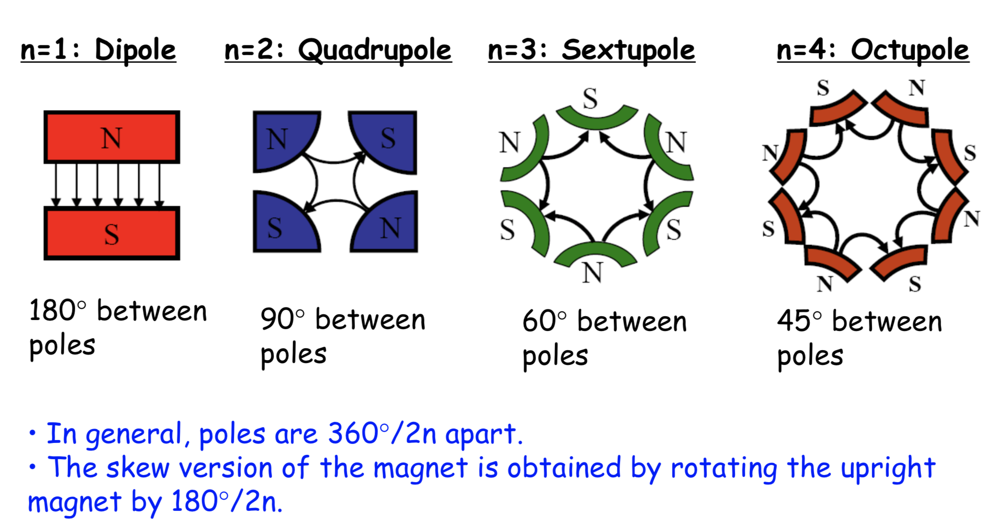 n=1: Dipole
n=2: Quadrupole
n=3: Sextupole
n=4: Octupole
N
S
N
S
S
N
S
N
N
S
S
N
S
N
N
S
S
N
N
S
180° between
poles
90° between
poles
60° between
poles
45° between
poles
• In general, poles are 360°/2n apart.
• The skew version of the magnet is obtained by rotating the upright
magnet by 180°/2n.